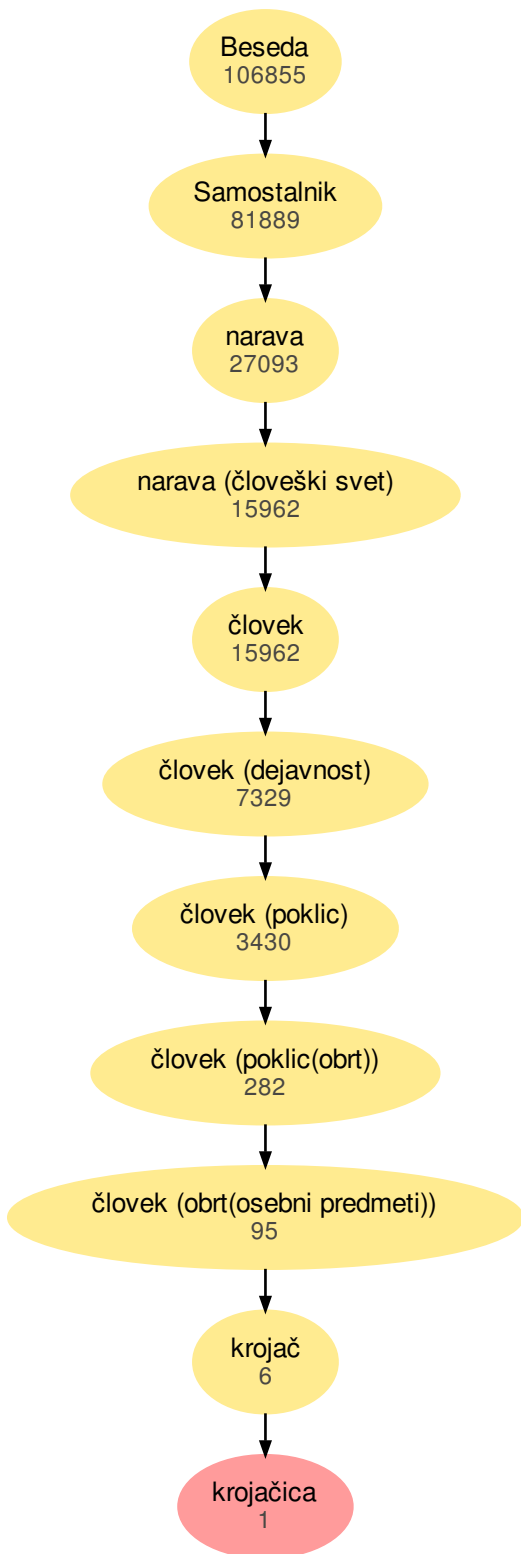 Beseda
106855
Samostalnik
81889
narava
27093
narava (človeški svet)
15962
človek
15962
človek (dejavnost)
7329
človek (poklic)
3430
človek (poklic(obrt))
282
človek (obrt(osebni predmeti))
95
krojač
6
krojačica
1